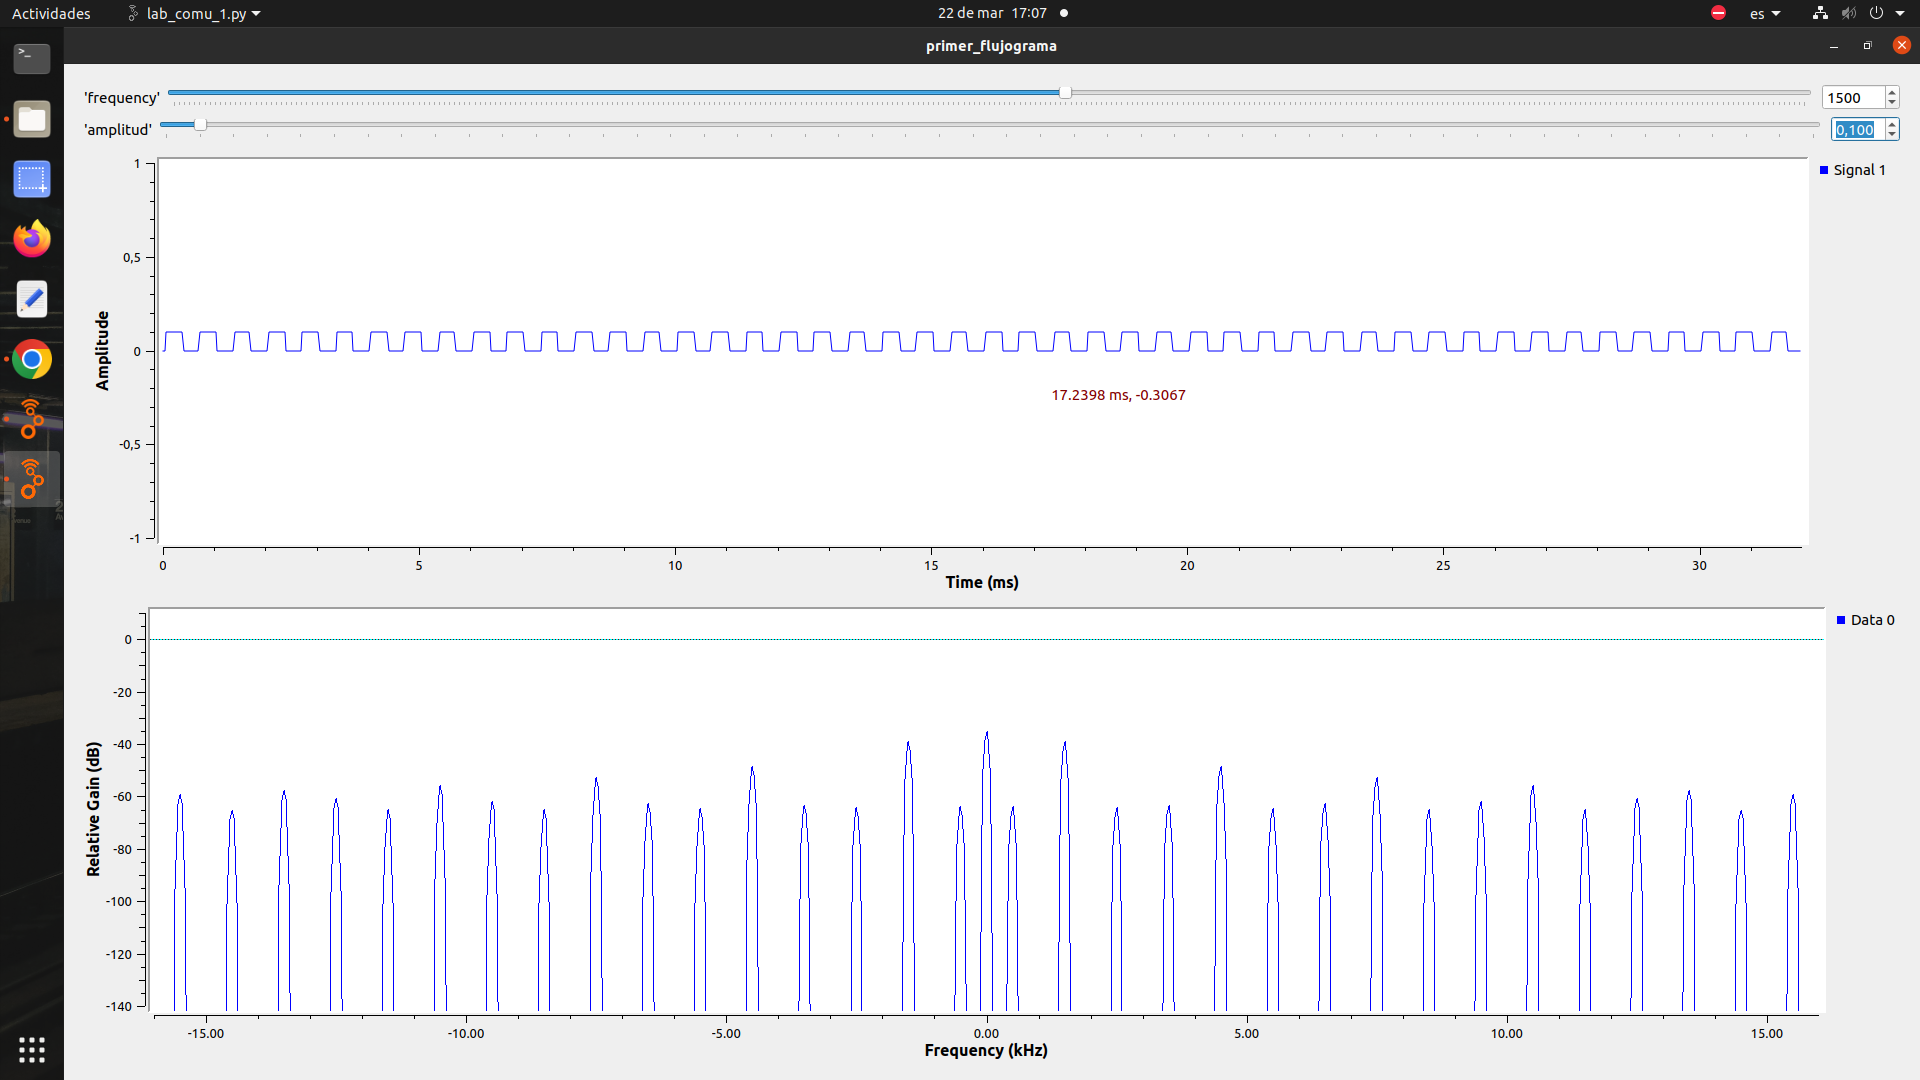 Actividades lab_comu_1.py 22 de mar 17:07 es
primer_flujograma
'frequency' 1500
'amplitud' 0,100
Signal 1
1
0,5
0
-0,5
-1
Amplitude
17.2398 ms, -0.3067
0 5 10 15 20 25 30
Time (ms)
Data 0
0
-20
-40
-60
-80
-100
-120
-140
Relative Gain (dB)
-15.00 -10.00 -5.00 0.00 5.00 10.00 15.00
Frequency (kHz)